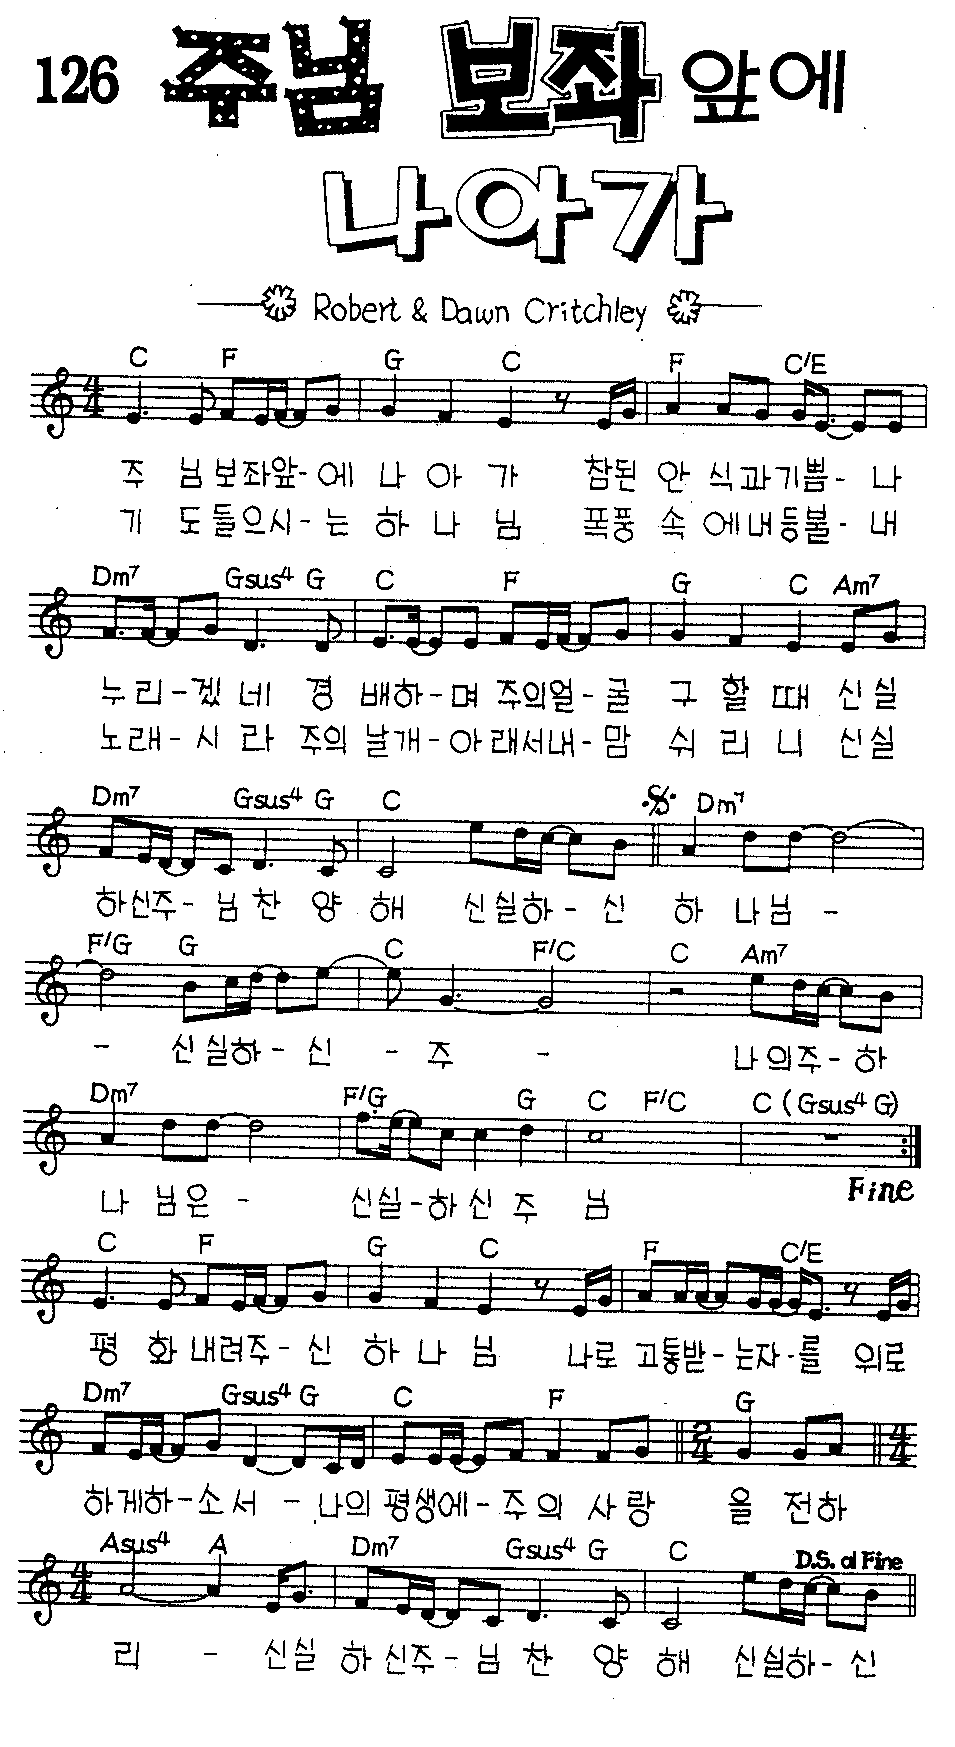 126 주님 보좌 앞에
나아가
Robert & Dawn Critchley
C F G C F C/E
주 님 보좌앞-에 나 아 가 참된 안 식과기쁨- 나
기 도들으시-는 하 나 님 폭풍 속 에내등불- 내
Dm7 Gsus4 G C F G C Am7
누리-겠 네 경 배하-며 주의얼-굴 구 할 때 신실
노래-시 라 주의 날개-아래서내-맘 쉬 리 니 신실
Dm7 Gsus4 G C Dm7
하신주-님찬 양 해 신실하-신 하 나님 -
F/G G C F/C C Am7
- 신실하-신 - 주 - 나의주-하
Dm7 F/G G C F/C C (Gsus4 G)
나 님은 - 신실-하신 주 님
Fine
C F G C F C/E
평 화내려주-신 하 나 님 나로 고통받-는자-를 위로
Dm7 Gsus4 G C F G
하게하-소서 - 나의평생에-주의 사랑 을 전하
Asus4 A Dm7 Gsus4 G C D.S. al Fine
리 - 신실 하신주-님 찬 양 해 신실하-신